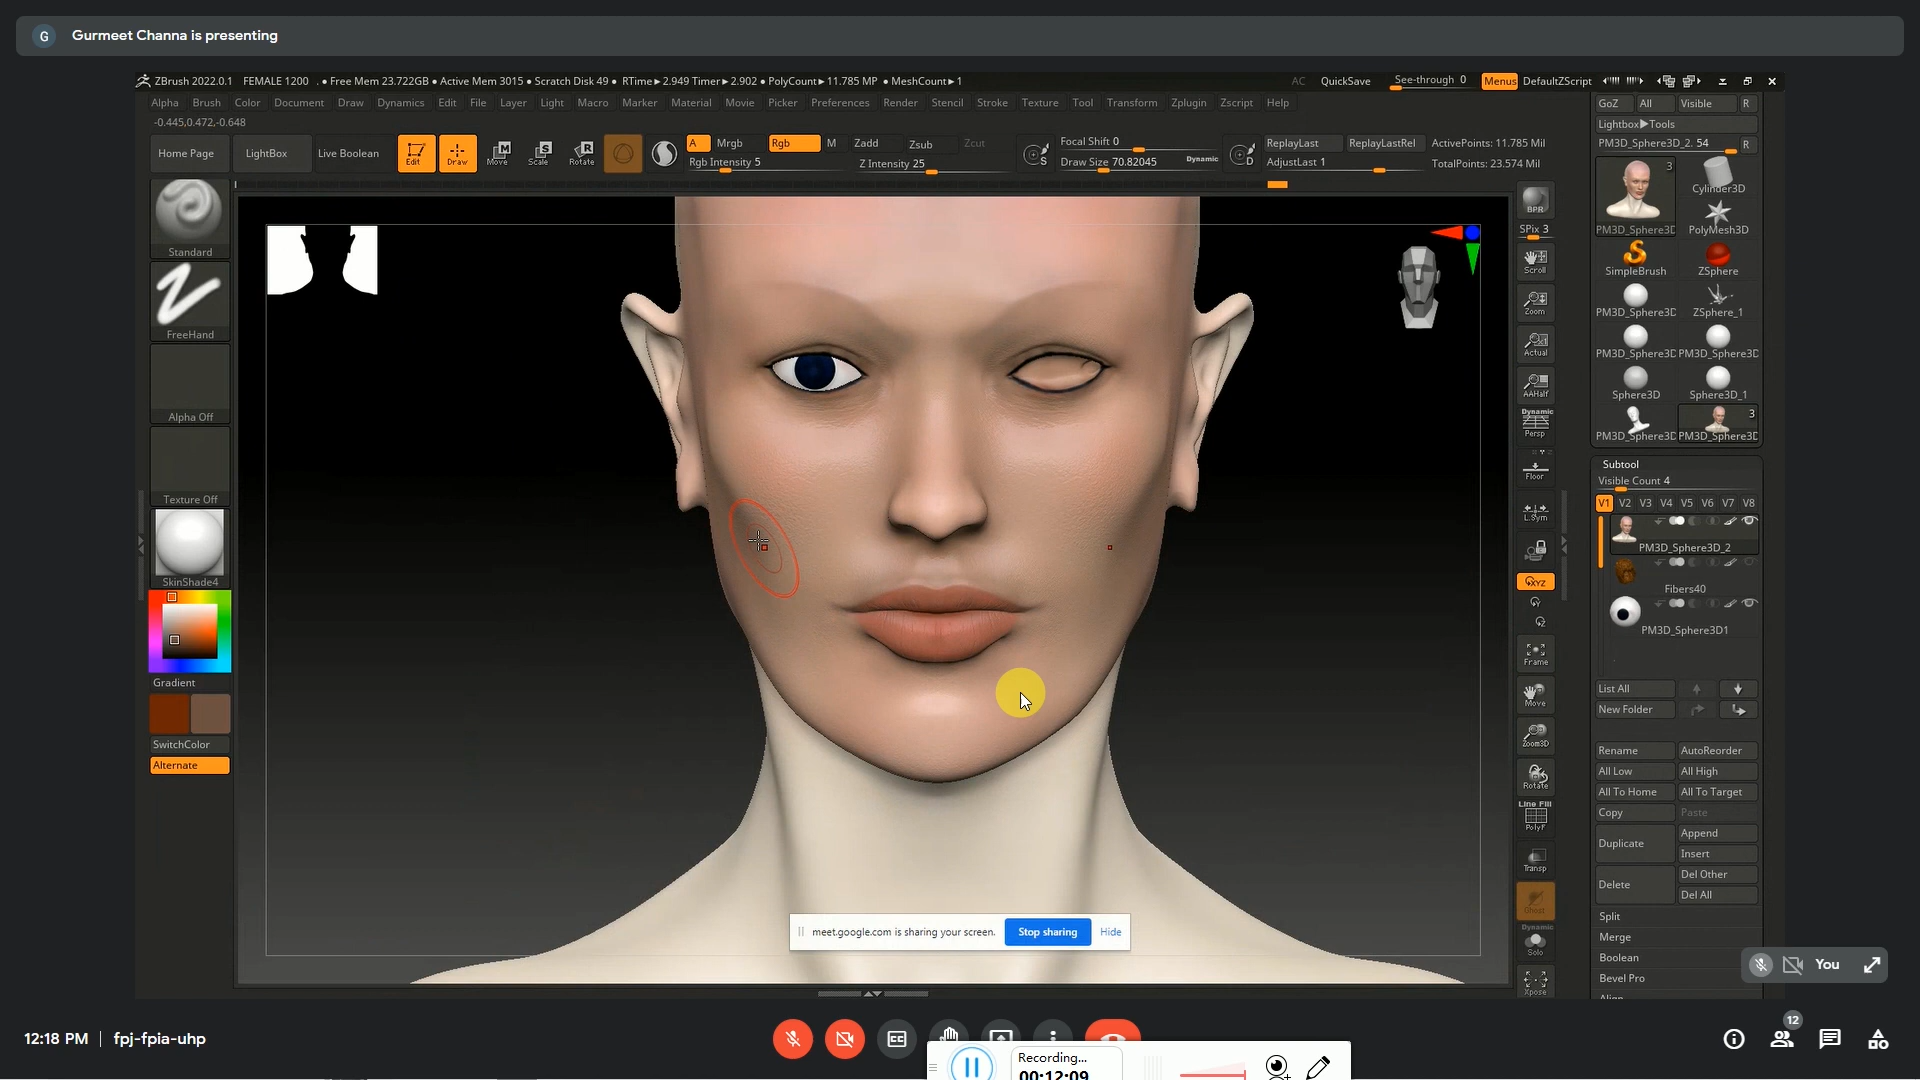 G Gurmeet Channa is presenting
ZBrush 2022.0.1 FEMALE 1200 . • Free Mem 23.722GB • Active Mem 3015 • Scratch Disk 49 • RTime▸2.949 Timer▸2.902 • PolyCount▸11.785 MP • MeshCount▸1
AC QuickSave See-through 0 Menus DefaultZScript
Alpha Brush Color Document Draw Dynamics Edit File Layer Light Macro Marker Material Movie Picker Preferences Render Stencil Stroke Texture Tool Transform Zplugin Zscript Help
-0.445,0.472,-0.648
Home Page LightBox Live Boolean Edit Draw Move Scale Rotate
A Mrgb Rgb M Zadd Zsub Zcut
Rgb Intensity 5 Z Intensity 25
Focal Shift 0
Draw Size 70.82045 Dynamic
ReplayLast ReplayLastRel
AdjustLast 1
ActivePoints: 11.785 Mil
TotalPoints: 23.574 Mil
Standard
FreeHand
Alpha Off
Texture Off
SkinShade4
Gradient
SwitchColor
Alternate
BPR
SPix 3
Scroll
Zoom
Actual
AAHalf
Dynamic
Persp
Floor
L.Sym
XYZ
Frame
Move
Zoom3D
Rotate
Line Fill
PolyF
Transp
Ghost
Dynamic
Solo
Xpose
GoZ All Visible R
Lightbox▸Tools
PM3D_Sphere3D_2. 54 R
3
Cylinder3D
PM3D_Sphere3D PolyMesh3D
SimpleBrush ZSphere
PM3D_Sphere3D ZSphere_1
PM3D_Sphere3D PM3D_Sphere3D
Sphere3D Sphere3D_1
3
PM3D_Sphere3D PM3D_Sphere3D
Subtool
Visible Count 4
V1 V2 V3 V4 V5 V6 V7 V8
PM3D_Sphere3D_2
Fibers40
PM3D_Sphere3D1
List All
New Folder
Rename AutoReorder
All Low All High
All To Home All To Target
Copy Paste
Duplicate Append
Insert
Delete Del Other
Del All
Split
Merge
Boolean
Bevel Pro
meet.google.com is sharing your screen. Stop sharing Hide
You
12:18 PM | fpj-fpia-uhp
12
Recording...
00:12:09